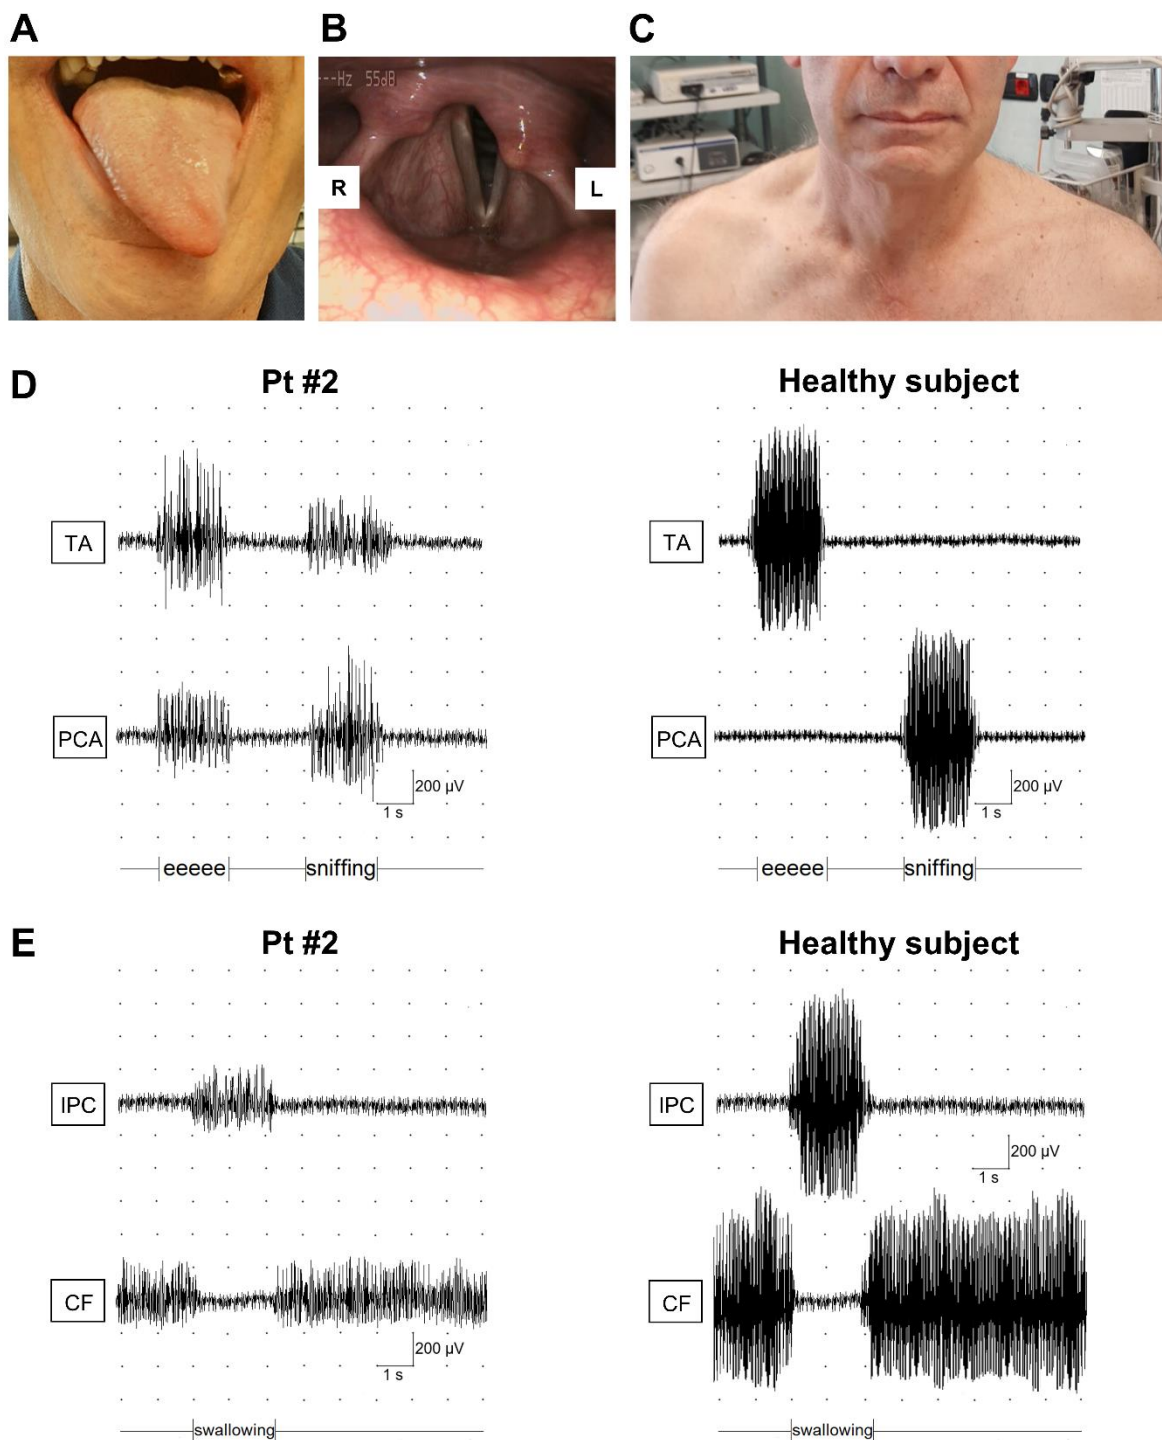 A B C
---Hz 55dB
R L
D Pt #2 Healthy subject
TA TA
PCA PCA
200 µV 200 µV
1 s 1 s
eeeee sniffing eeeee sniffing
E Pt #2 Healthy subject
IPC IPC
200 µV
1 s
CF CF
200 µV
1 s
swallowing swallowing